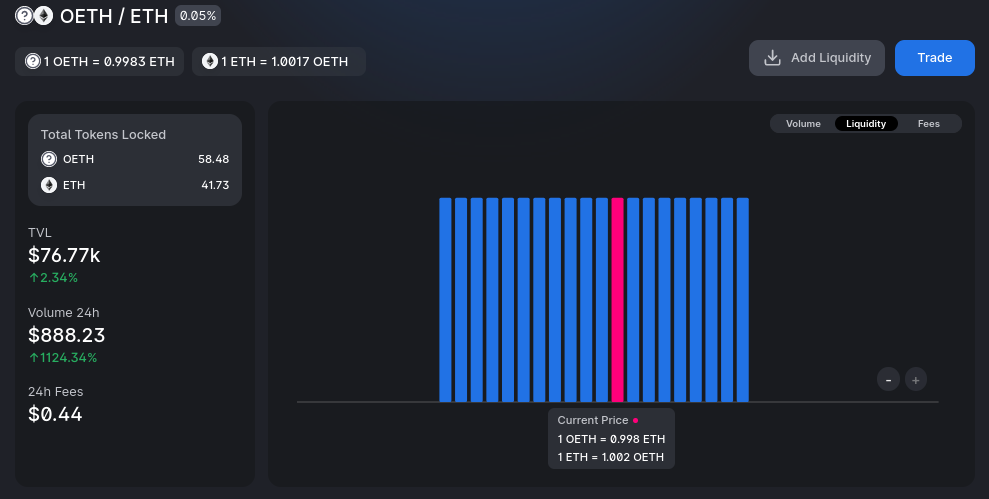 OETH / ETH 0.05%
1 OETH = 0.9983 ETH
1 ETH = 1.0017 OETH
Add Liquidity
Trade
Total Tokens Locked
OETH 58.48
ETH 41.73
TVL
$76.77k
↑2.34%
Volume 24h
$888.23
↑1124.34%
24h Fees
$0.44
Volume Liquidity Fees
- +
Current Price
1 OETH = 0.998 ETH
1 ETH = 1.002 OETH